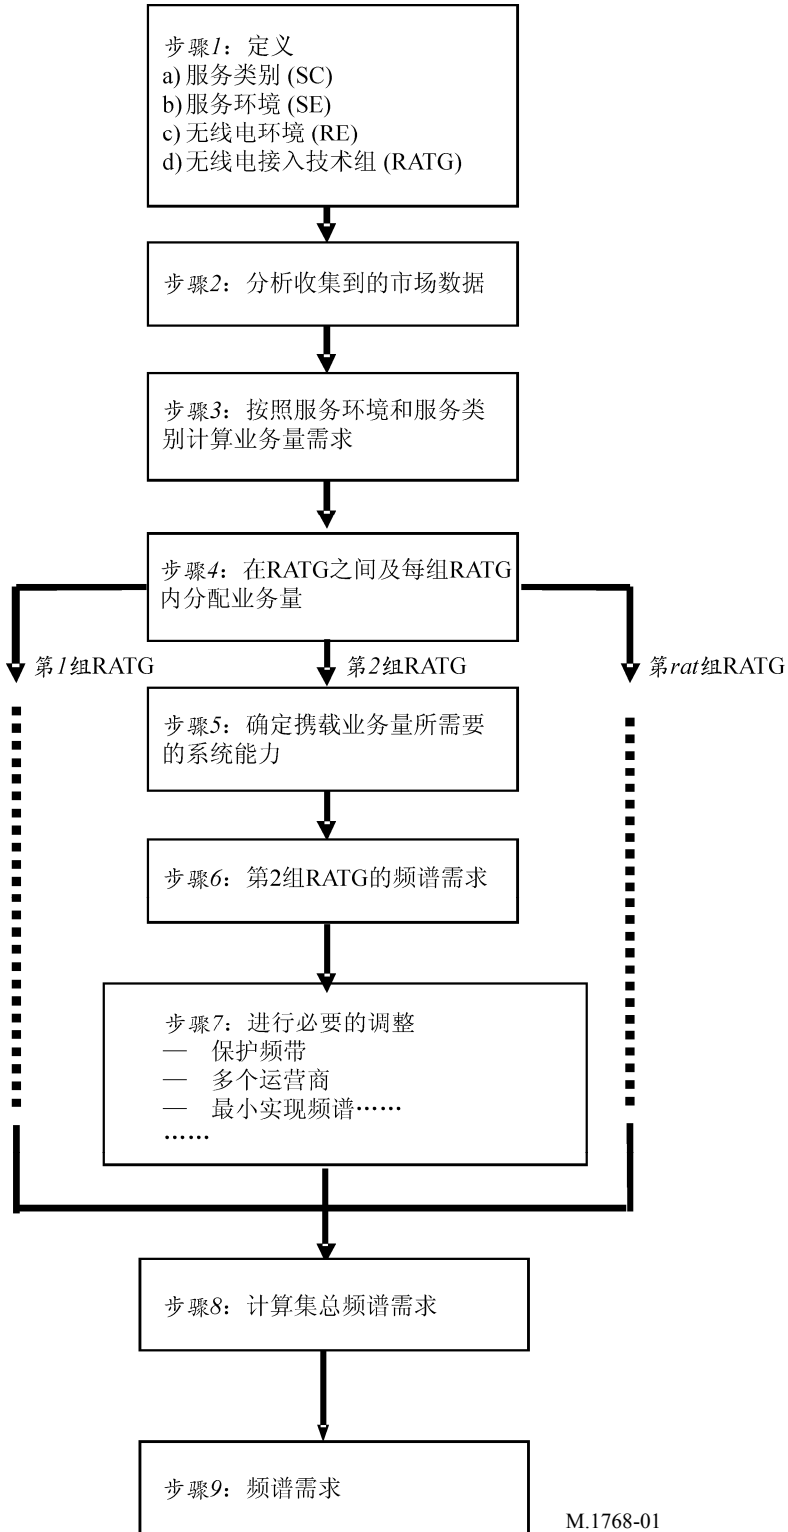 步骤1：定义
a) 服务类别 (SC)
b) 服务环境 (SE)
c) 无线电环境 (RE)
d) 无线电接入技术组 (RATG)
步骤2：分析收集到的市场数据
步骤3：按照服务环境和服务类
别计算业务量需求
步骤4：在RATG之间及每组RATG
内分配业务量
第1组RATG
第2组RATG
第rat组RATG
步骤5：确定携载业务量所需要
的系统能力
步骤6：第2组RATG的频谱需求
步骤7：进行必要的调整
— 保护频带
— 多个运营商
— 最小实现频谱……
……
步骤8：计算集总频谱需求
步骤9：频谱需求
M.1768-01